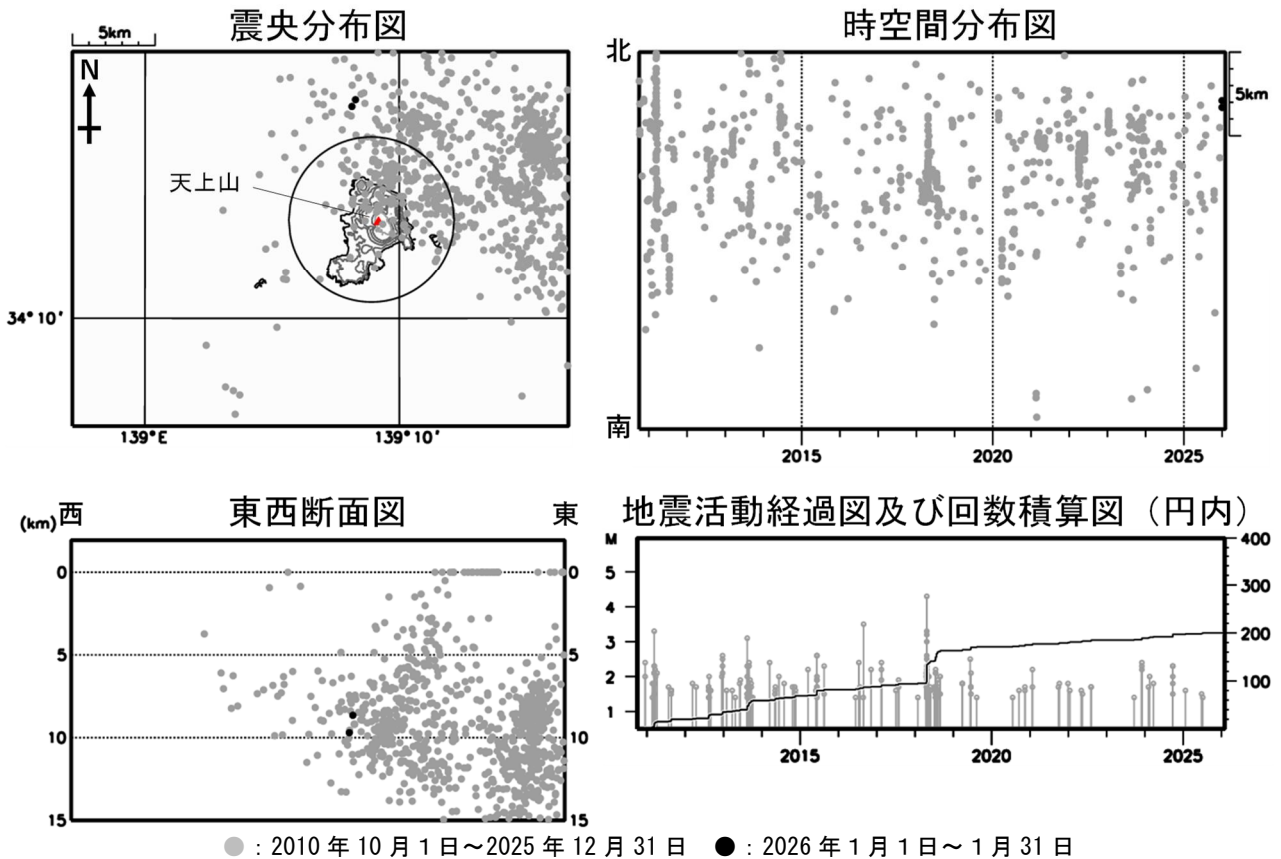 震央分布図
5km
N
天上山
34°10'
139°E
139°10'
時空間分布図
北
5km
南
2015
2020
2025
東西断面図
(km)
西
東
0
0
5
5
10
10
15
15
地震活動経過図及び回数積算図（円内）
M
5
4
3
2
1
400
300
200
100
2015
2020
2025
：2010 年 10 月 1 日～2025 年 12 月 31 日
：2026 年 1 月 1 日～ 1 月 31 日